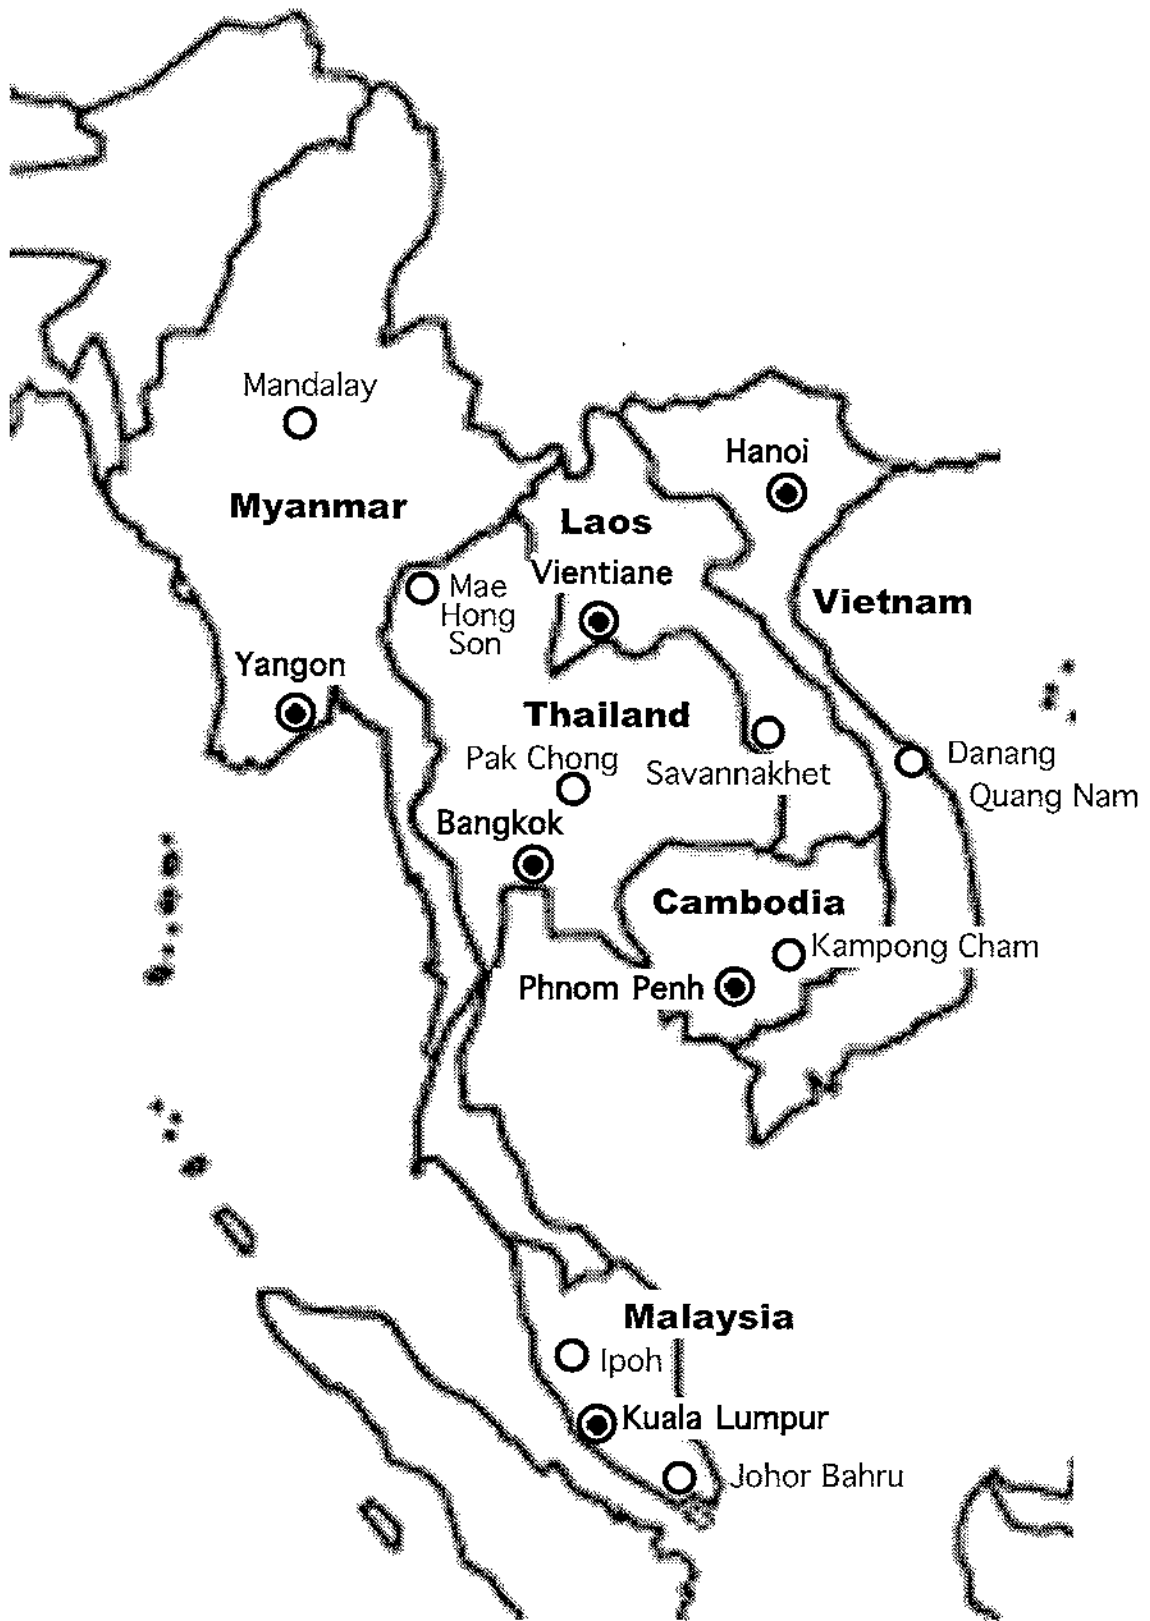 Mandalay
Hanoi
Myanmar
Laos
Vientiane
Mae
Hong
Son
Vietnam
Yangon
Thailand
Pak Chong
Savannakhet
Danang
Quang Nam
Bangkok
Cambodia
Kampong Cham
Phnom Penh
Malaysia
Ipoh
Kuala Lumpur
Johor Bahru